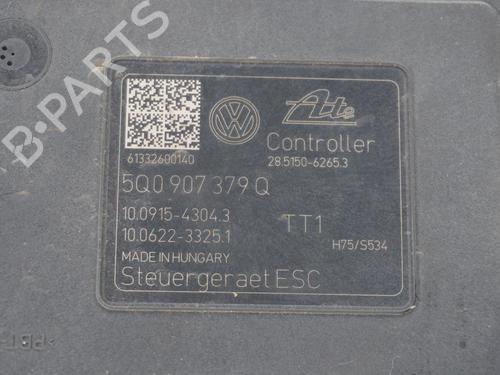 B-PARTS
VW
Ate
Controller
61332600140
28.5150-6265.3
5Q0 907 379 Q
10.0915-4304.3
TT1
10.0622-3325.1
H75/S534
MADE IN HUNGARY
Steuergeraet ESC